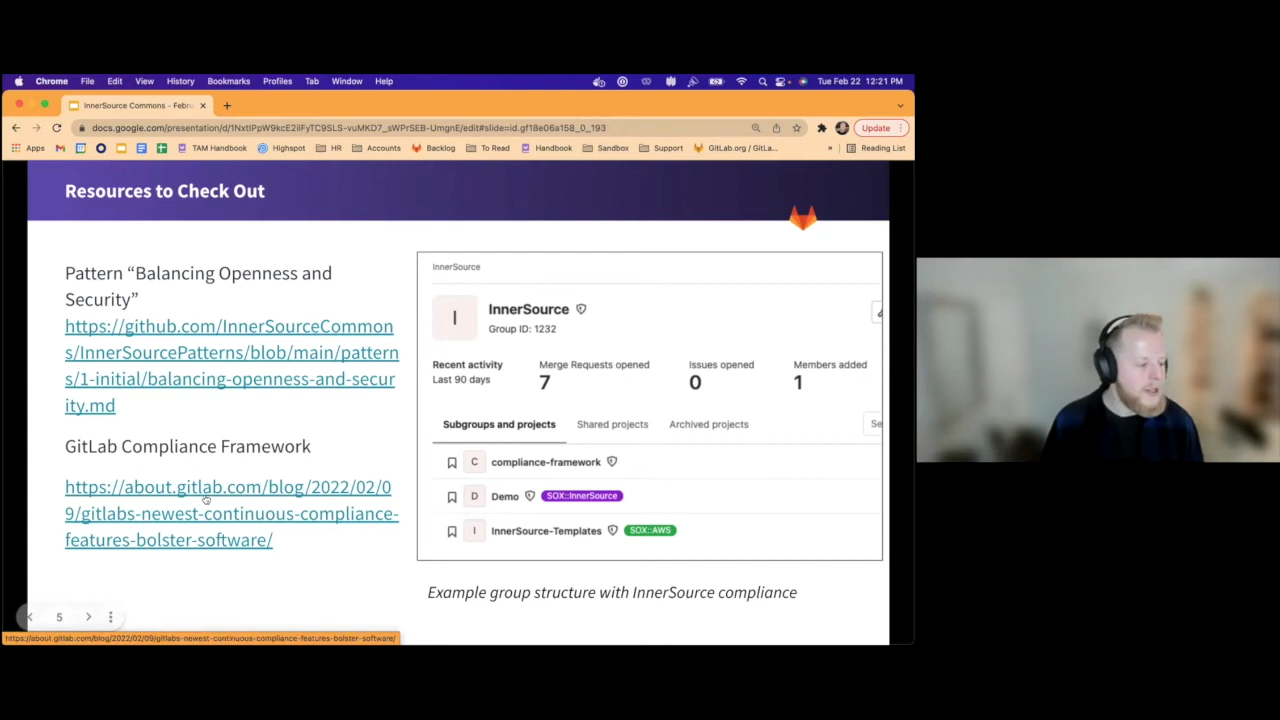 Chrome File Edit View History Bookmarks Profiles Tab Window Help Tue Feb 22 12:21 PM
InnerSource Commons - Febru
docs.google.com/presentation/d/1NxtIPpW9kcE2ilFyTC9SLS-vuMKD7_sWPrSEB-UmgnE/edit#slide=id.gf18e06a158_0_193 Update
Apps TAM Handbook Highspot HR Accounts Backlog To Read Handbook Sandbox Support GitLab.org / GitLa... » Reading List
Resources to Check Out
Pattern “Balancing Openness and
Security”
https://github.com/InnerSourceCommon
s/InnerSourcePatterns/blob/main/pattern
s/1-initial/balancing-openness-and-secur
ity.md
GitLab Compliance Framework
https://about.gitlab.com/blog/2022/02/0
9/gitlabs-newest-continuous-compliance-
features-bolster-software/
InnerSource
I
InnerSource
Group ID: 1232
Recent activity Merge Requests opened Issues opened Members added
Last 90 days 7 0 1
Subgroups and projects Shared projects Archived projects Se
C compliance-framework
D Demo SOX::InnerSource
I InnerSource-Templates SOX::AWS
Example group structure with InnerSource compliance
5
https://about.gitlab.com/blog/2022/02/09/gitlabs-newest-continuous-compliance-features-bolster-software/